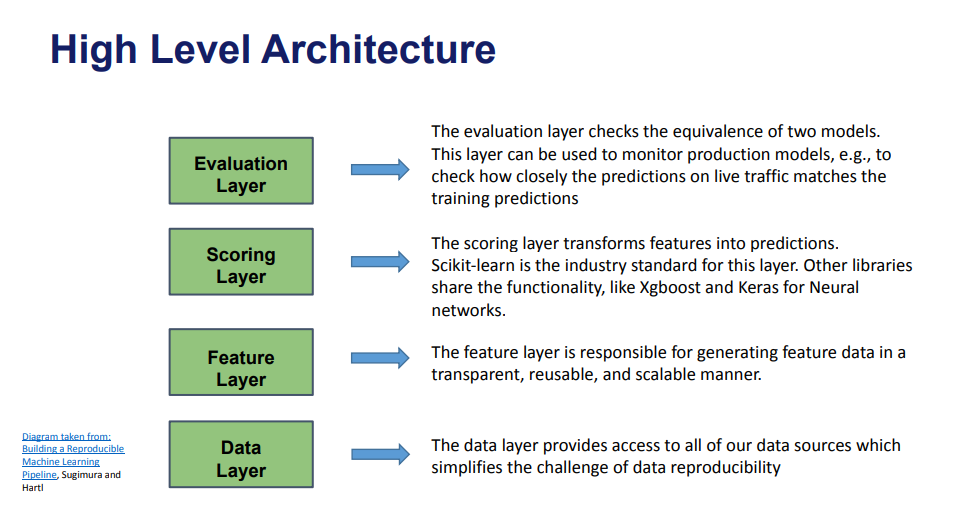 High Level Architecture
Evaluation
Layer
The evaluation layer checks the equivalence of two models.
This layer can be used to monitor production models, e.g., to
check how closely the predictions on live traffic matches the
training predictions
Scoring
Layer
The scoring layer transforms features into predictions.
Scikit-learn is the industry standard for this layer. Other libraries
share the functionality, like Xgboost and Keras for Neural
networks.
Feature
Layer
The feature layer is responsible for generating feature data in a
transparent, reusable, and scalable manner.
Data
Layer
The data layer provides access to all of our data sources which
simplifies the challenge of data reproducibility
Diagram taken from:
Building a Reproducible
Machine Learning
Pipeline, Sugimura and
Hartl